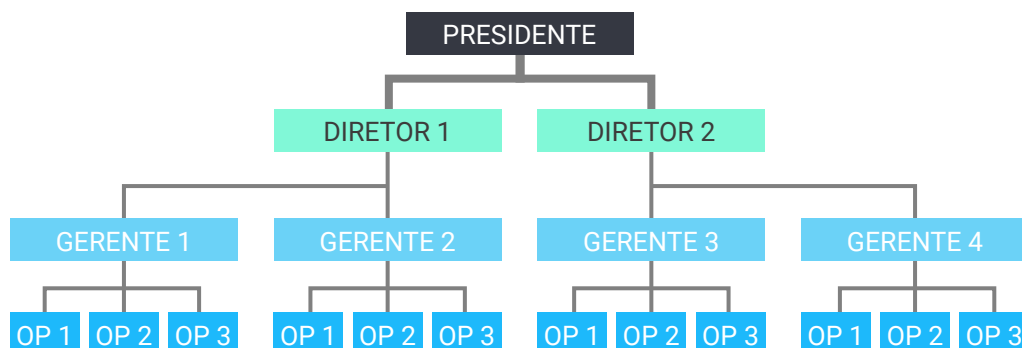 PRESIDENTE
DIRETOR 1 DIRETOR 2
GERENTE 1 GERENTE 2 GERENTE 3 GERENTE 4
OP 1 OP 2 OP 3 OP 1 OP 2 OP 3 OP 1 OP 2 OP 3 OP 1 OP 2 OP 3